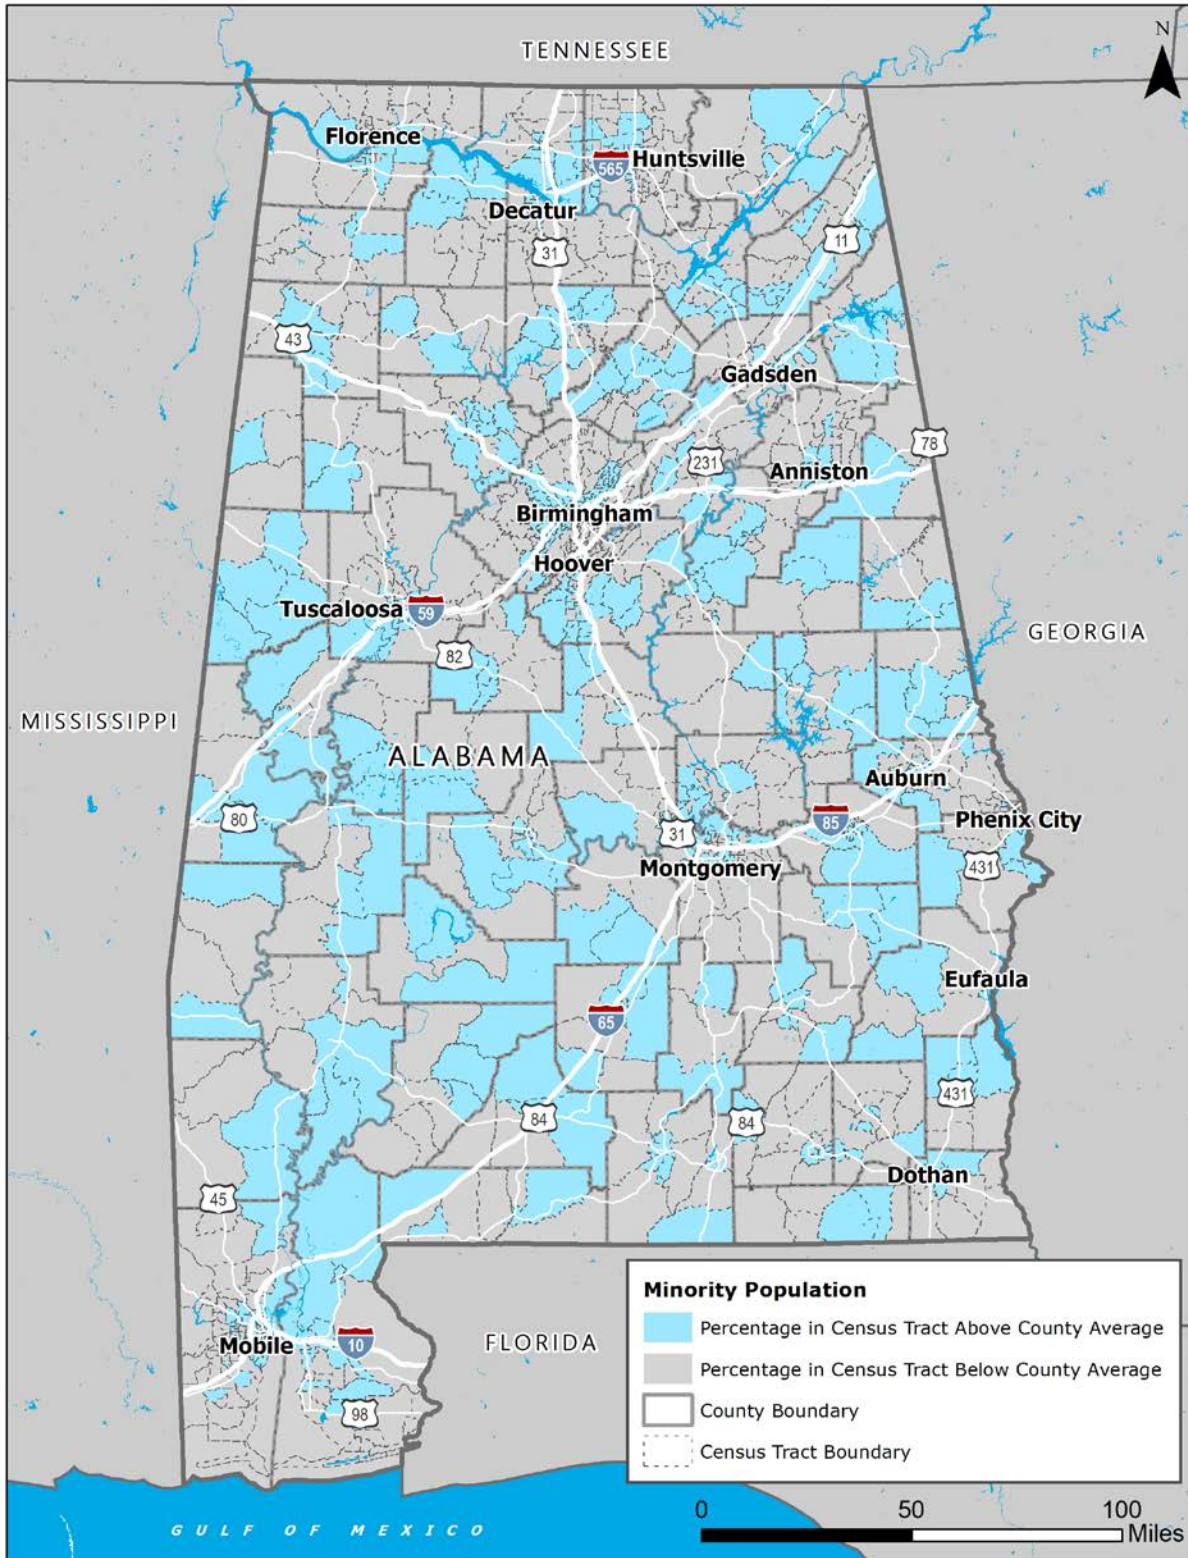 TENNESSEE
N
Florence
565
Huntsville
Decatur
31
11
43
Gadsden
78
231
Anniston
Birmingham
Hoover
Tuscaloosa
59
82
GEORGIA
MISSISSIPPI
ALABAMA
Auburn
80
31
85
Phenix City
Montgomery
431
Eufaula
65
431
84
84
Dothan
45
Minority Population
Percentage in Census Tract Above County Average
Percentage in Census Tract Below County Average
County Boundary
Census Tract Boundary
Mobile
10
FLORIDA
98
0 50 100
Miles
GULF OF MEXICO